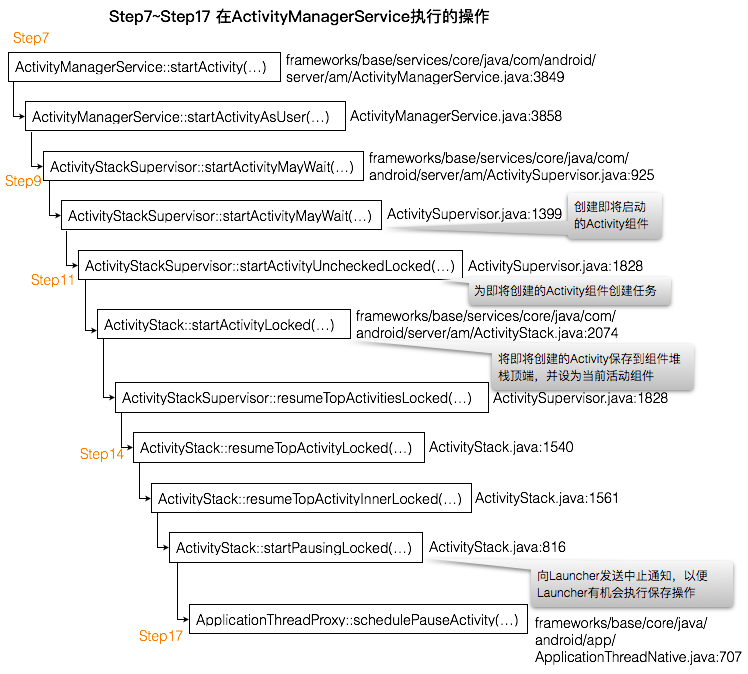 Step7~Step17 在ActivityManagerService执行的操作
Step7
ActivityManagerService::startActivity(…)
frameworks/base/services/core/java/com/android/
server/am/ActivityManagerService.java:3849
ActivityManagerService::startActivityAsUser(…)
ActivityManagerService.java:3858
ActivityStackSupervisor::startActivityMayWait(…)
frameworks/base/services/core/java/com/
android/server/am/ActivitySupervisor.java:925
Step9
ActivityStackSupervisor::startActivityMayWait(…)
ActivitySupervisor.java:1399
创建即将启动
的Activity组件
ActivityStackSupervisor::startActivityUncheckedLocked(…)
ActivitySupervisor.java:1828
Step11
为即将创建的Activity组件创建任务
ActivityStack::startActivityLocked(…)
frameworks/base/services/core/java/com/
android/server/am/ActivityStack.java:2074
将即将创建的Activity保存到组件堆
栈顶端，并设为当前活动组件
ActivityStackSupervisor::resumeTopActivitiesLocked(…)
ActivitySupervisor.java:1828
ActivityStack::resumeTopActivityLocked(…)
ActivityStack.java:1540
Step14
ActivityStack::resumeTopActivityInnerLocked(…)
ActivityStack.java:1561
ActivityStack::startPausingLocked(…)
ActivityStack.java:816
向Launcher发送中止通知，以便
Launcher有机会执行保存操作
ApplicationThreadProxy::schedulePauseActivity(…)
frameworks/base/core/java/
android/app/
ApplicationThreadNative.java:707
Step17